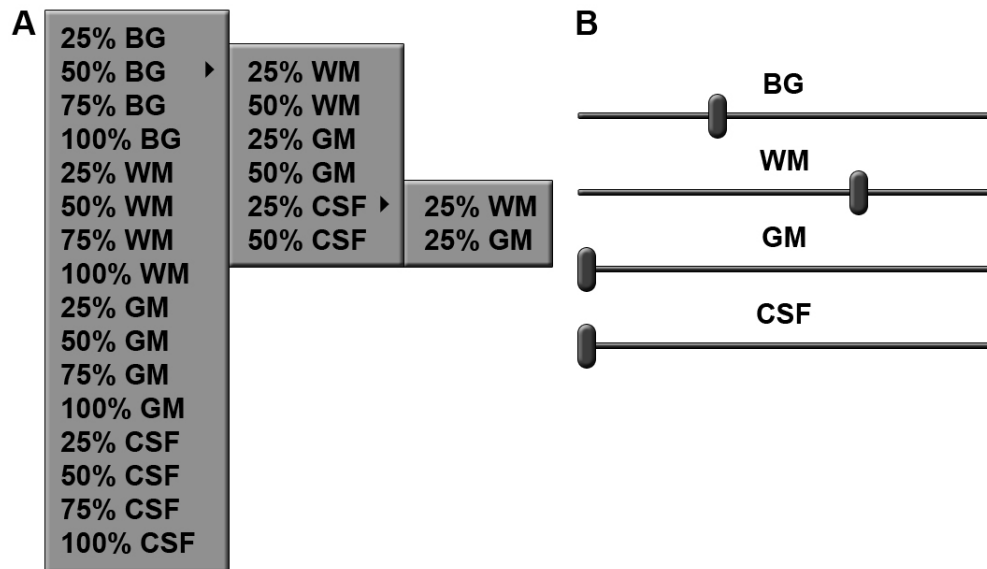 A
25% BG
50% BG
75% BG
100% BG
25% WM
50% WM
75% WM
100% WM
25% GM
50% GM
75% GM
100% GM
25% CSF
50% CSF
75% CSF
100% CSF
25% WM
50% WM
25% GM
50% GM
25% CSF
50% CSF
25% WM
25% GM
B
BG
WM
GM
CSF